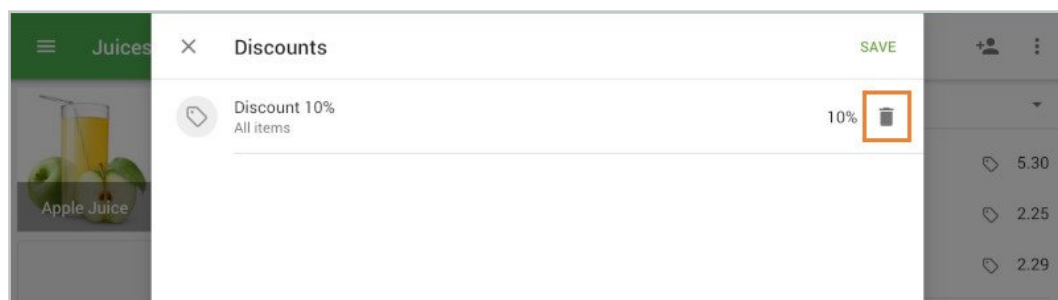 Juices
Discounts
SAVE
Discount 10%
All items
10%
Apple Juice
5.30
2.25
2.29